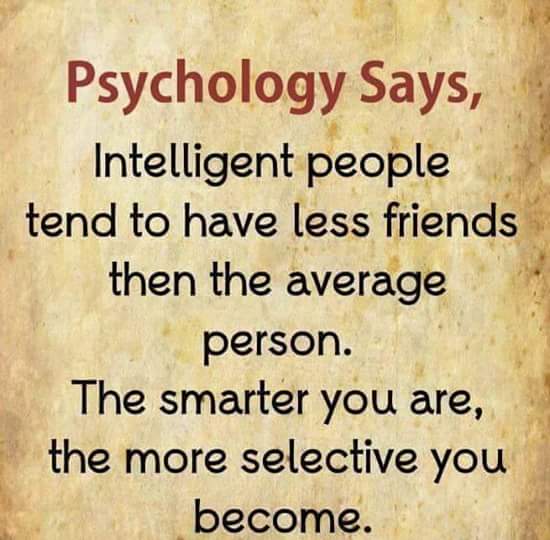 Psychology Says,
Intelligent people
tend to have less friends
then the average
person.
The smarter you are,
the more selective you
become.